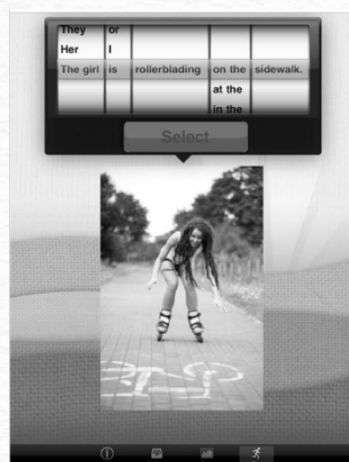 They or
Her I
The girl is rollerblading on the sidewalk.
at the
in the
Select